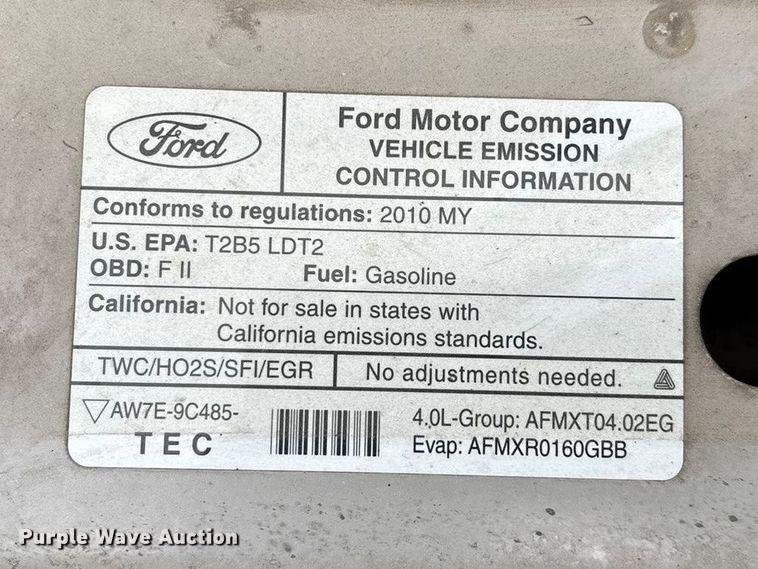 Ford
Ford Motor Company
VEHICLE EMISSION
CONTROL INFORMATION
Conforms to regulations: 2010 MY
U.S. EPA: T2B5 LDT2
OBD: F II Fuel: Gasoline
California: Not for sale in states with
California emissions standards.
TWC/HO2S/SFI/EGR
No adjustments needed.
AW7E-9C485-
TEC
4.0L-Group: AFMXT04.02EG
Evap: AFMXR0160GBB
Purple Wave Auction